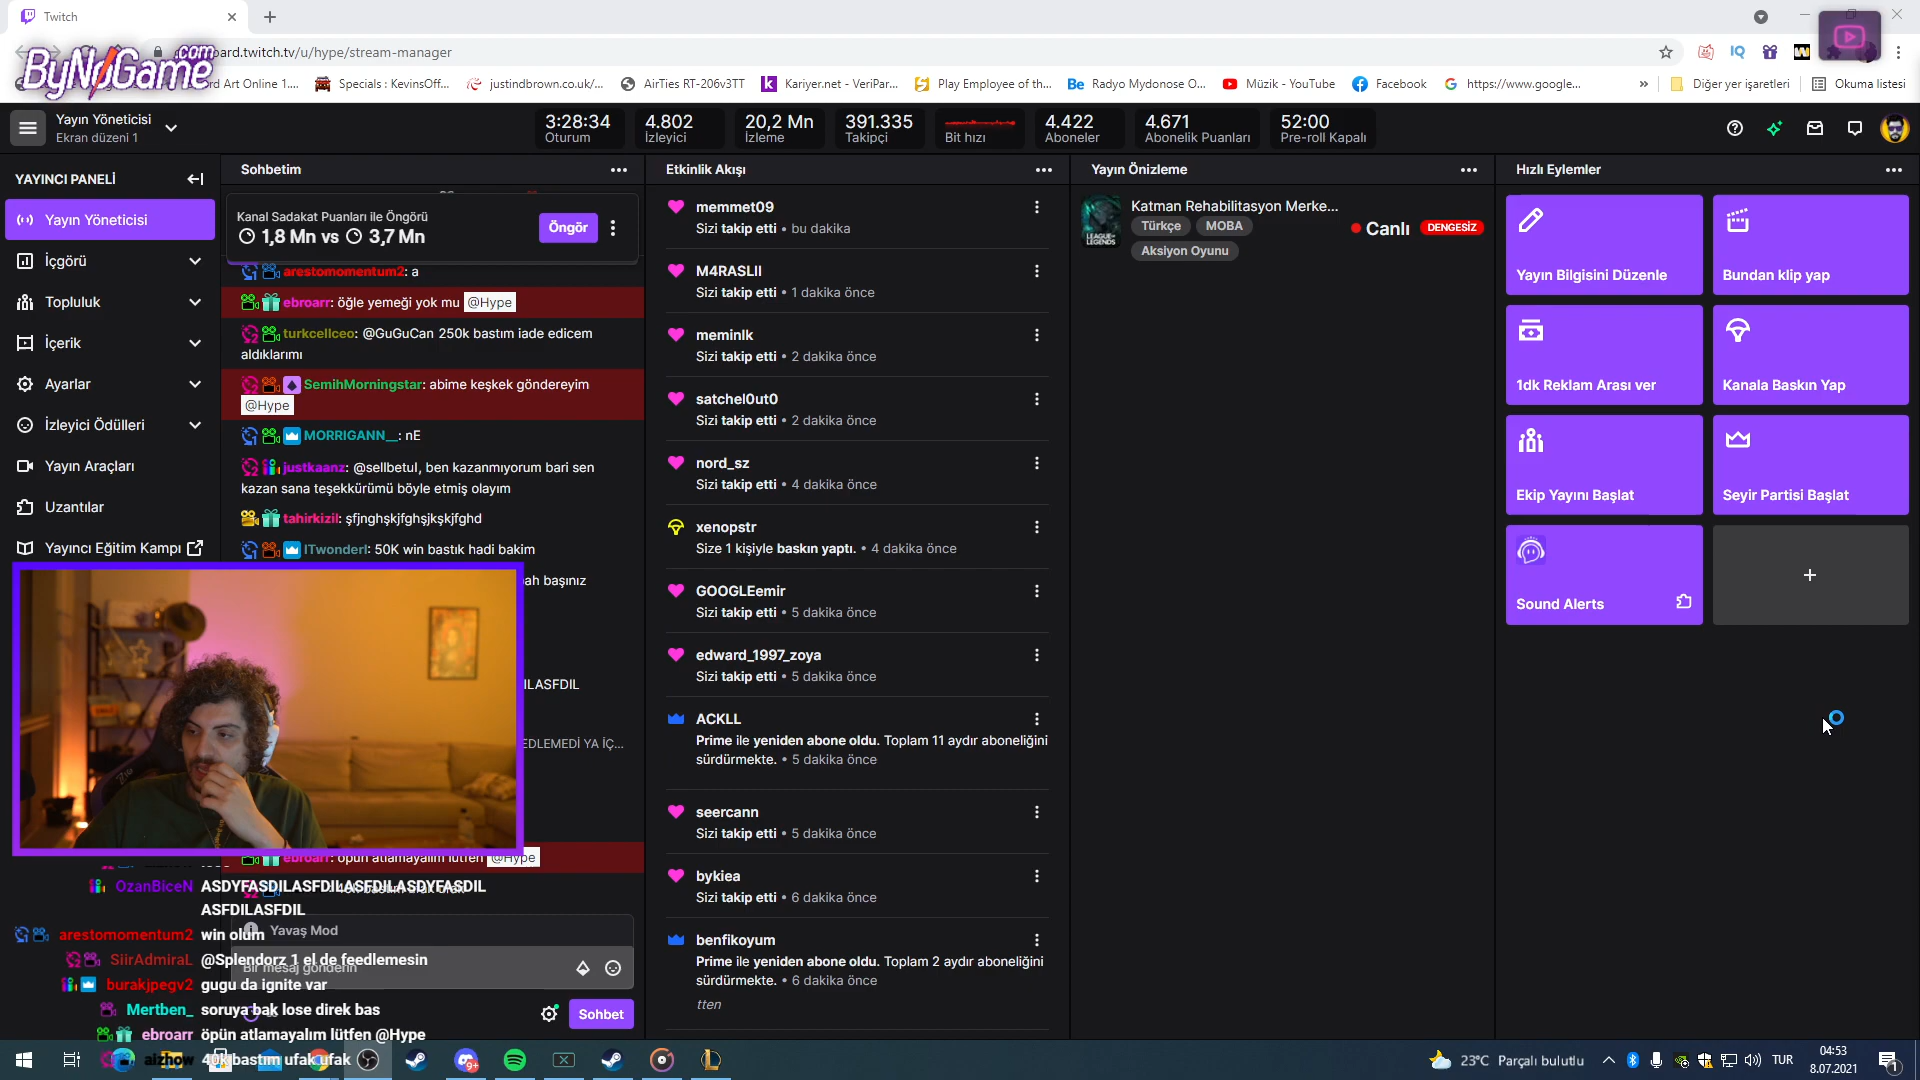 Twitch
ByNoGame.com
board.twitch.tv/u/hype/stream-manager
rd Art Online 1....
Specials : KevinsOff...
justindbrown.co.uk/...
AirTies RT-206v3TT
Kariyer.net - VeriPar...
Play Employee of th...
Radyo Mydonose O...
Müzik - YouTube
Facebook
https://www.google...
»
Diğer yer işaretleri
Okuma listesi
Yayın Yöneticisi
Ekran düzeni 1
3:28:34
Oturum
4.802
İzleyici
20,2 Mn
İzleme
391.335
Takipçi
Bit hızı
4.422
Aboneler
4.671
Abonelik Puanları
52:00
Pre-roll Kapalı
YAYINCI PANELİ
Yayın Yöneticisi
İçgörü
Topluluk
İçerik
Ayarlar
İzleyici Ödülleri
Yayın Araçları
Uzantılar
Yayıncı Eğitim Kampı
Sohbetim
Kanal Sadakat Puanları ile Öngörü
1,8 Mn vs 3,7 Mn
Öngör
arestomomentum2: a
ebroarr: öğle yemeği yok mu @Hype
turkcellceo: @GuGuCan 250k bastım iade edicem
aldıklarımı
SemihMorningstar: abime keşkek göndereyim
@Hype
MORRIGANN__: nE
justkaanz: @sellbetul, ben kazanmıyorum bari sen
kazan sana teşekkürümü böyle etmiş olayım
tahirkizil: şfjnghşkjfghşjkşkjfghd
ITwonderl: 50K win bastık hadi bakim
ah başınız
ILASFDIL
EDLEMEDİ YA İÇ...
ebroarr: öpün atlamayalım lütfen @Hype
OzanBiceN ASDYFASDILASFDILASFDILASDYFASDIL
ASFDILASFDIL
arestomomentum2 win olum
SiirAdmiraL @Splendorz 1 el de feedlemesin
burakjpegv2 gugu da ignite var
Mertben_ soruya bak lose direk bas
ebroarr öpün atlamayalım lütfen @Hype
aizhow 40k bastım ufak ufak
Yavaş Mod
Bir mesaj gönderin
Sohbet
Etkinlik Akışı
memmet09
Sizi takip etti • bu dakika
M4RASLII
Sizi takip etti • 1 dakika önce
meminlk
Sizi takip etti • 2 dakika önce
satchel0ut0
Sizi takip etti • 2 dakika önce
nord_sz
Sizi takip etti • 4 dakika önce
xenopstr
Size 1 kişiyle baskın yaptı. • 4 dakika önce
GOOGLEemir
Sizi takip etti • 5 dakika önce
edward_1997_zoya
Sizi takip etti • 5 dakika önce
ACKLL
Prime ile yeniden abone oldu. Toplam 11 aydır aboneliğini
sürdürmekte. • 5 dakika önce
seercann
Sizi takip etti • 5 dakika önce
bykiea
Sizi takip etti • 6 dakika önce
benfikoyum
Prime ile yeniden abone oldu. Toplam 2 aydır aboneliğini
sürdürmekte. • 6 dakika önce
tten
Yayın Önizleme
Katman Rehabilitasyon Merke...
Türkçe
MOBA
Aksiyon Oyunu
Canlı
DENGESİZ
LEAGUE of
LEGENDS
Hızlı Eylemler
Yayın Bilgisini Düzenle
Bundan klip yap
1dk Reklam Arası ver
Kanala Baskın Yap
Ekip Yayını Başlat
Seyir Partisi Başlat
Sound Alerts
23°C Parçalı bulutlu
TUR
04:53
8.07.2021
1